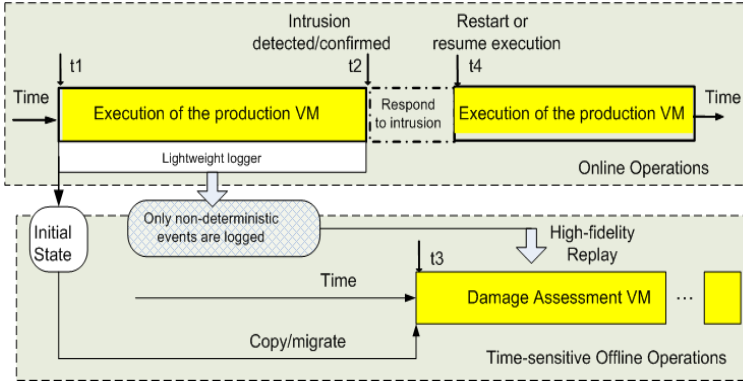 Intrusion
detected/confirmed
Restart or
resume execution
t1
t2
t4
Time
Execution of the production VM
Respond
to intrusion
Execution of the production VM
Time
Lightweight logger
Online Operations
Initial
State
Only non-deterministic
events are logged
High-fidelity
Replay
t3
Time
Damage Assessment VM
...
Copy/migrate
Time-sensitive Offline Operations